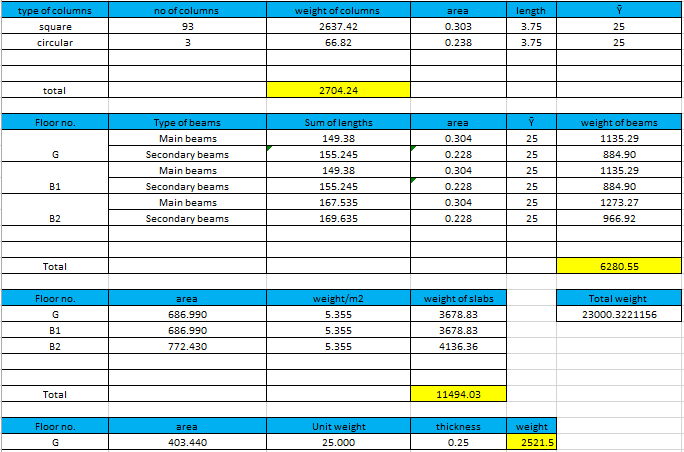 type of columns no of columns weight of columns area length Ȳ
square 93 2637.42 0.303 3.75 25
circular 3 66.82 0.238 3.75 25
total 2704.24
Floor no. Type of beams Sum of lengths area Ȳ weight of beams
Main beams 149.38 0.304 25 1135.29
G Secondary beams 155.245 0.228 25 884.90
Main beams 149.38 0.304 25 1135.29
B1 Secondary beams 155.245 0.228 25 884.90
Main beams 167.535 0.304 25 1273.27
B2 Secondary beams 169.635 0.228 25 966.92
Total 6280.55
Floor no. area weight/m2 weight of slabs Total weight
G 686.990 5.355 3678.83 23000.3221156
B1 686.990 5.355 3678.83
B2 772.430 5.355 4136.36
Total 11494.03
Floor no. area Unit weight thickness weight
G 403.440 25.000 0.25 2521.5